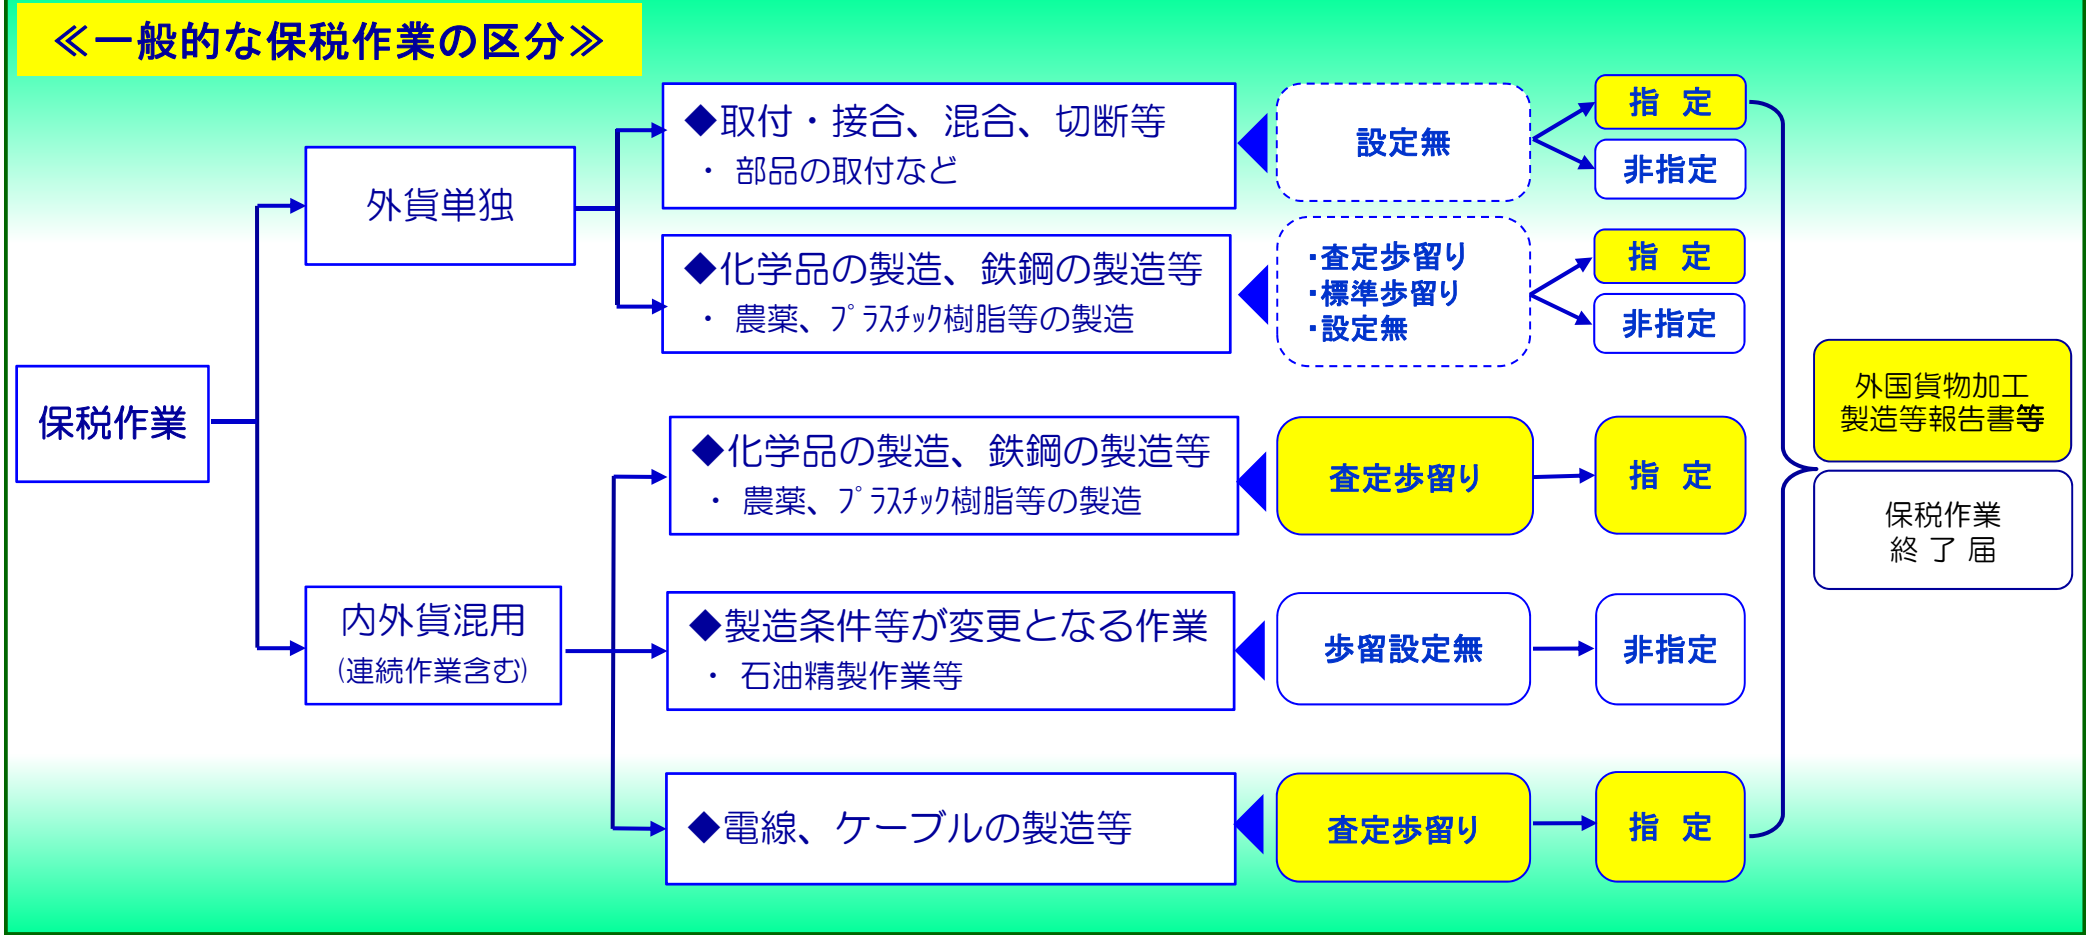 ≪一般的な保税作業の区分≫
保税作業
外貨単独
◆取付・接合、混合、切断等
・ 部品の取付など
設定無
指 定
非指定
◆化学品の製造、鉄鋼の製造等
・ 農薬、ﾌﾟﾗｽﾁｯｸ樹脂等の製造
・査定歩留り
・標準歩留り
・設定無
指 定
非指定
内外貨混用
(連続作業含む)
◆化学品の製造、鉄鋼の製造等
・ 農薬、ﾌﾟﾗｽﾁｯｸ樹脂等の製造
査定歩留り
指 定
◆製造条件等が変更となる作業
・ 石油精製作業等
歩留設定無
非指定
◆電線、ケーブルの製造等
査定歩留り
指 定
外国貨物加工
製造等報告書等
保税作業
終 了 届